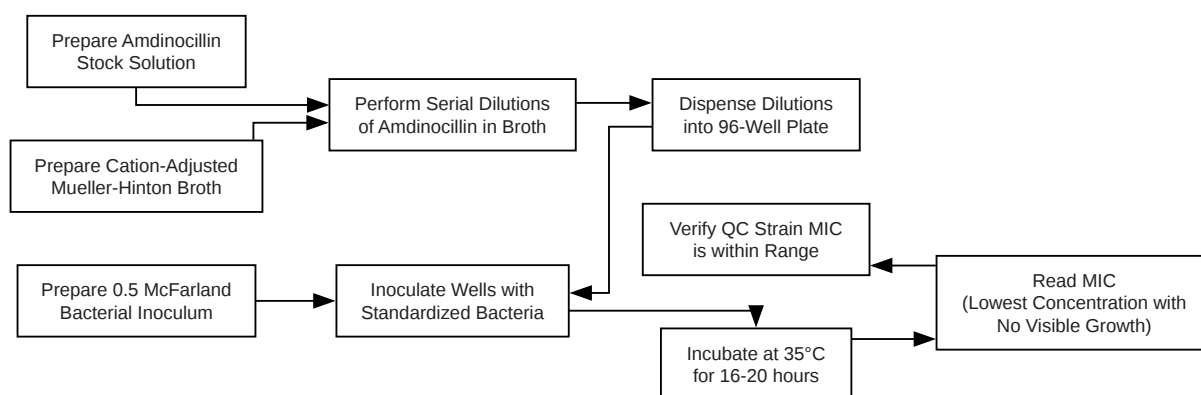 Prepare Amdinocillin
Stock Solution
Prepare Cation-Adjusted
Mueller-Hinton Broth
Perform Serial Dilutions
of Amdinocillin in Broth
Dispense Dilutions
into 96-Well Plate
Prepare 0.5 McFarland
Bacterial Inoculum
Inoculate Wells with
Standardized Bacteria
Incubate at 35°C
for 16-20 hours
Read MIC
(Lowest Concentration with
No Visible Growth)
Verify QC Strain MIC
is within Range